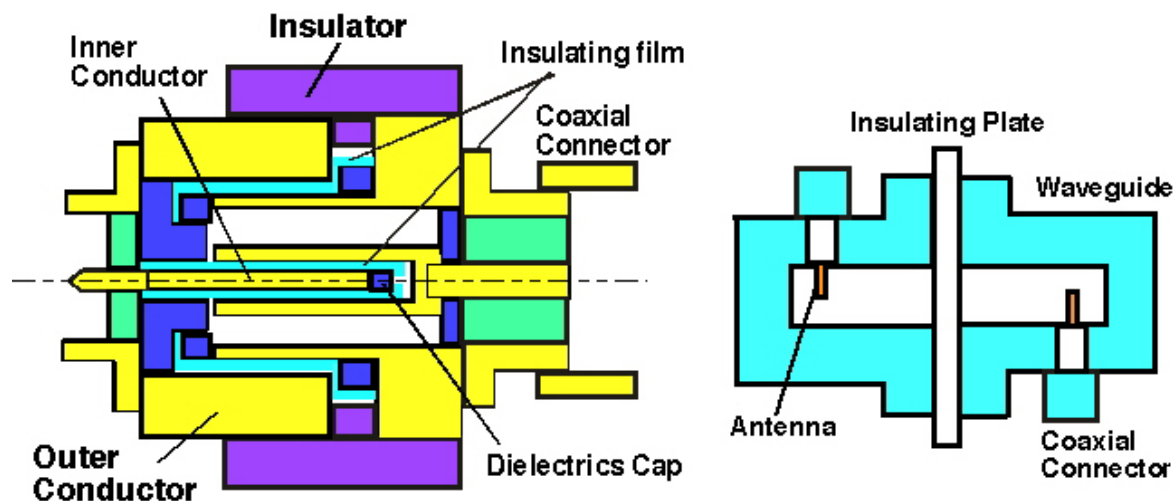 Insulator
Inner
Conductor
Insulating film
Coaxial
Connector
Outer
Conductor
Dielectrics Cap
Insulating Plate
Waveguide
Antenna
Coaxial
Connector